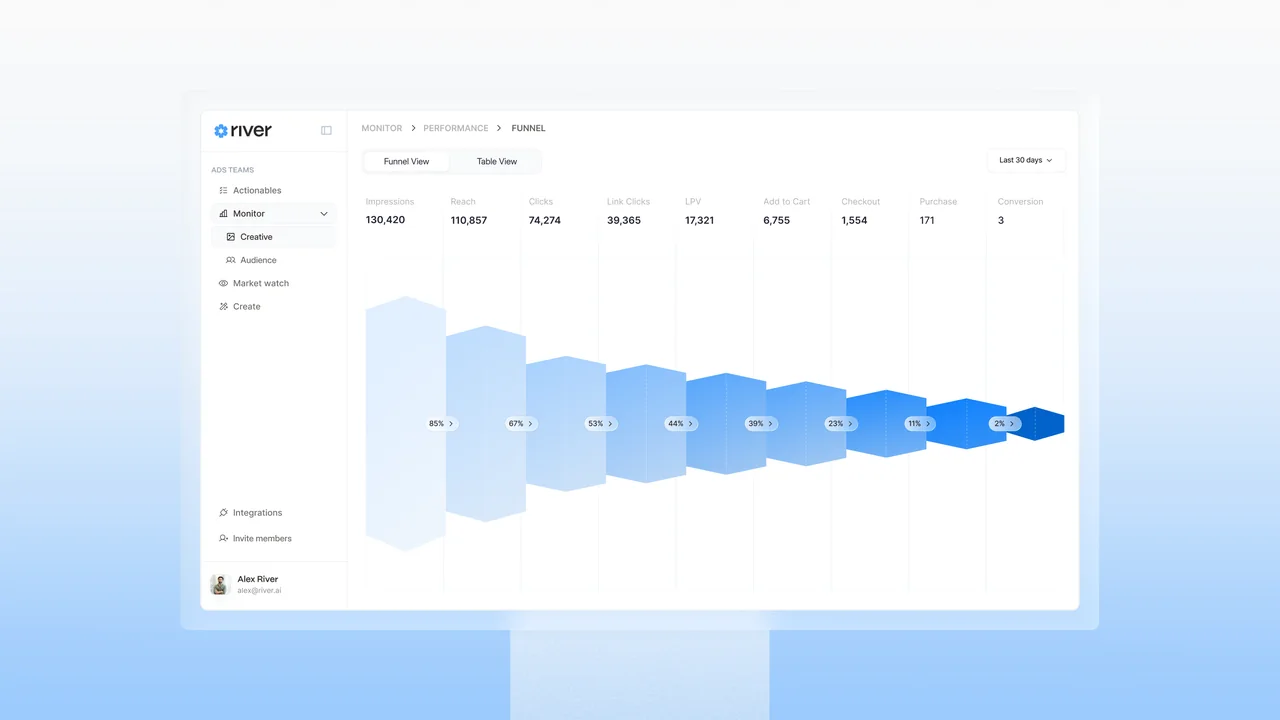 river
ADS TEAMS
Actionables
Monitor
Creative
Audience
Market watch
Create
Integrations
Invite members
Alex River
alex@river.ai
MONITOR > PERFORMANCE > FUNNEL
Funnel View Table View
Last 30 days
Impressions Reach Clicks Link Clicks LPV Add to Cart Checkout Purchase Conversion
130,420 110,857 74,274 39,365 17,321 6,755 1,554 171 3
85% > 67% > 53% > 44% > 39% > 23% > 11% > 2% >